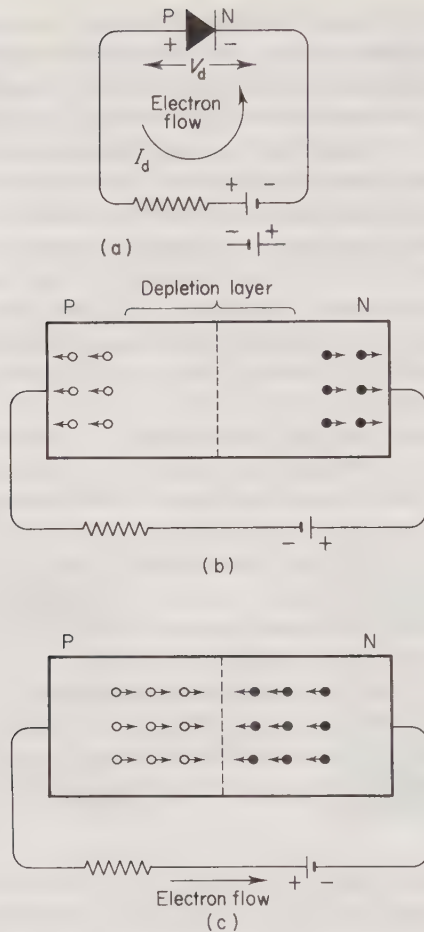 P N
+ −
V_d
Electron
flow
I_d
+ −
− +
(a)
Depletion layer
P N
− +
(b)
P N
+ −
Electron flow
(c)